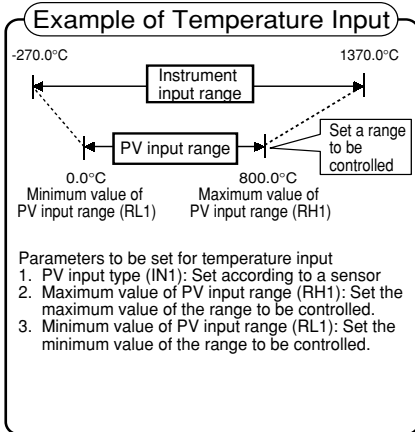 Example of Temperature Input
-270.0°C
1370.0°C
Instrument
input range
PV input range
Set a range
to be
controlled
0.0°C
800.0°C
Minimum value of
PV input range (RL1)
Maximum value of
PV input range (RH1)
Parameters to be set for temperature input
1. PV input type (IN1): Set according to a sensor
2. Maximum value of PV input range (RH1): Set the
maximum value of the range to be controlled.
3. Minimum value of PV input range (RL1): Set the
minimum value of the range to be controlled.